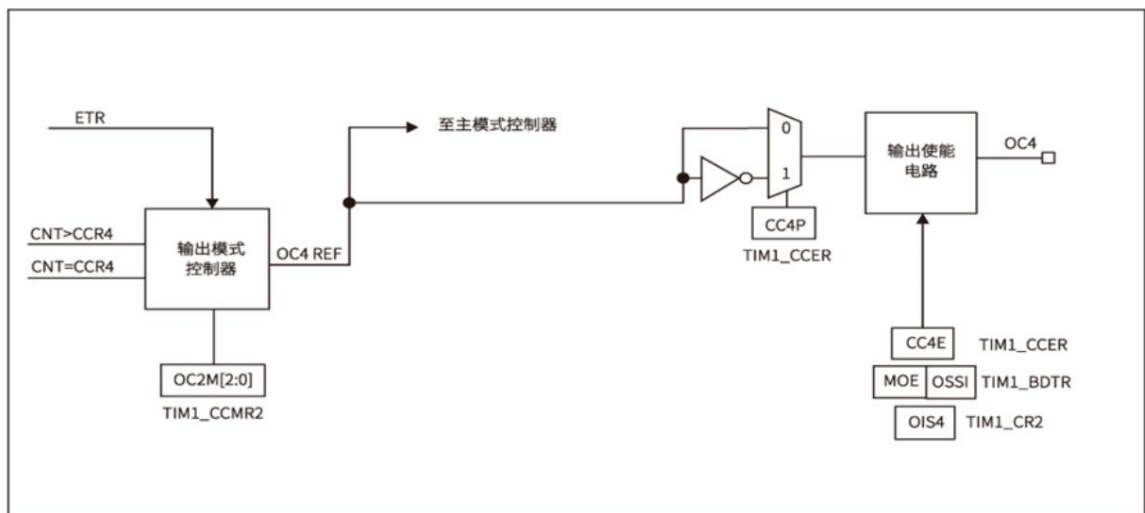 ETR
至主模式控制器
0
输出使能
电路
OC4
1
CNT>CCR4
输出模式
控制器
CC4P
CNT=CCR4
OC4 REF
TIM1_CCER
CC4E
TIM1_CCER
OC2M[2:0]
MOE
OSSI
TIM1_BDTR
TIM1_CCMR2
OIS4
TIM1_CR2